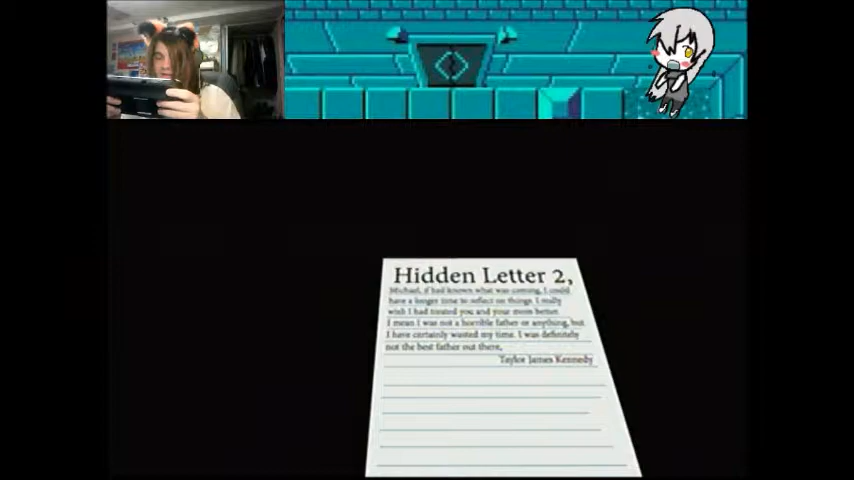 Hidden Letter 2,
Michael, if had known what was coming, I could
have a longer time to reflect on things. I really
wish I had treated you and your mom better.
I mean I was not a horrible father or anything, but
I have certainly wasted my time. I was definitely
not the best father out there,
Taylor James Kennedy